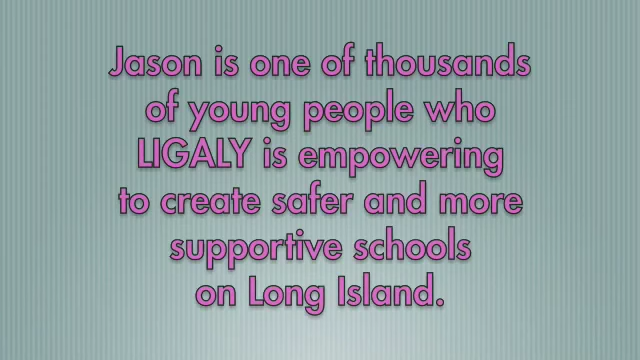 Jason is one of thousands
of young people who
LIGALY is empowering
to create safer and more
supportive schools
on Long Island.